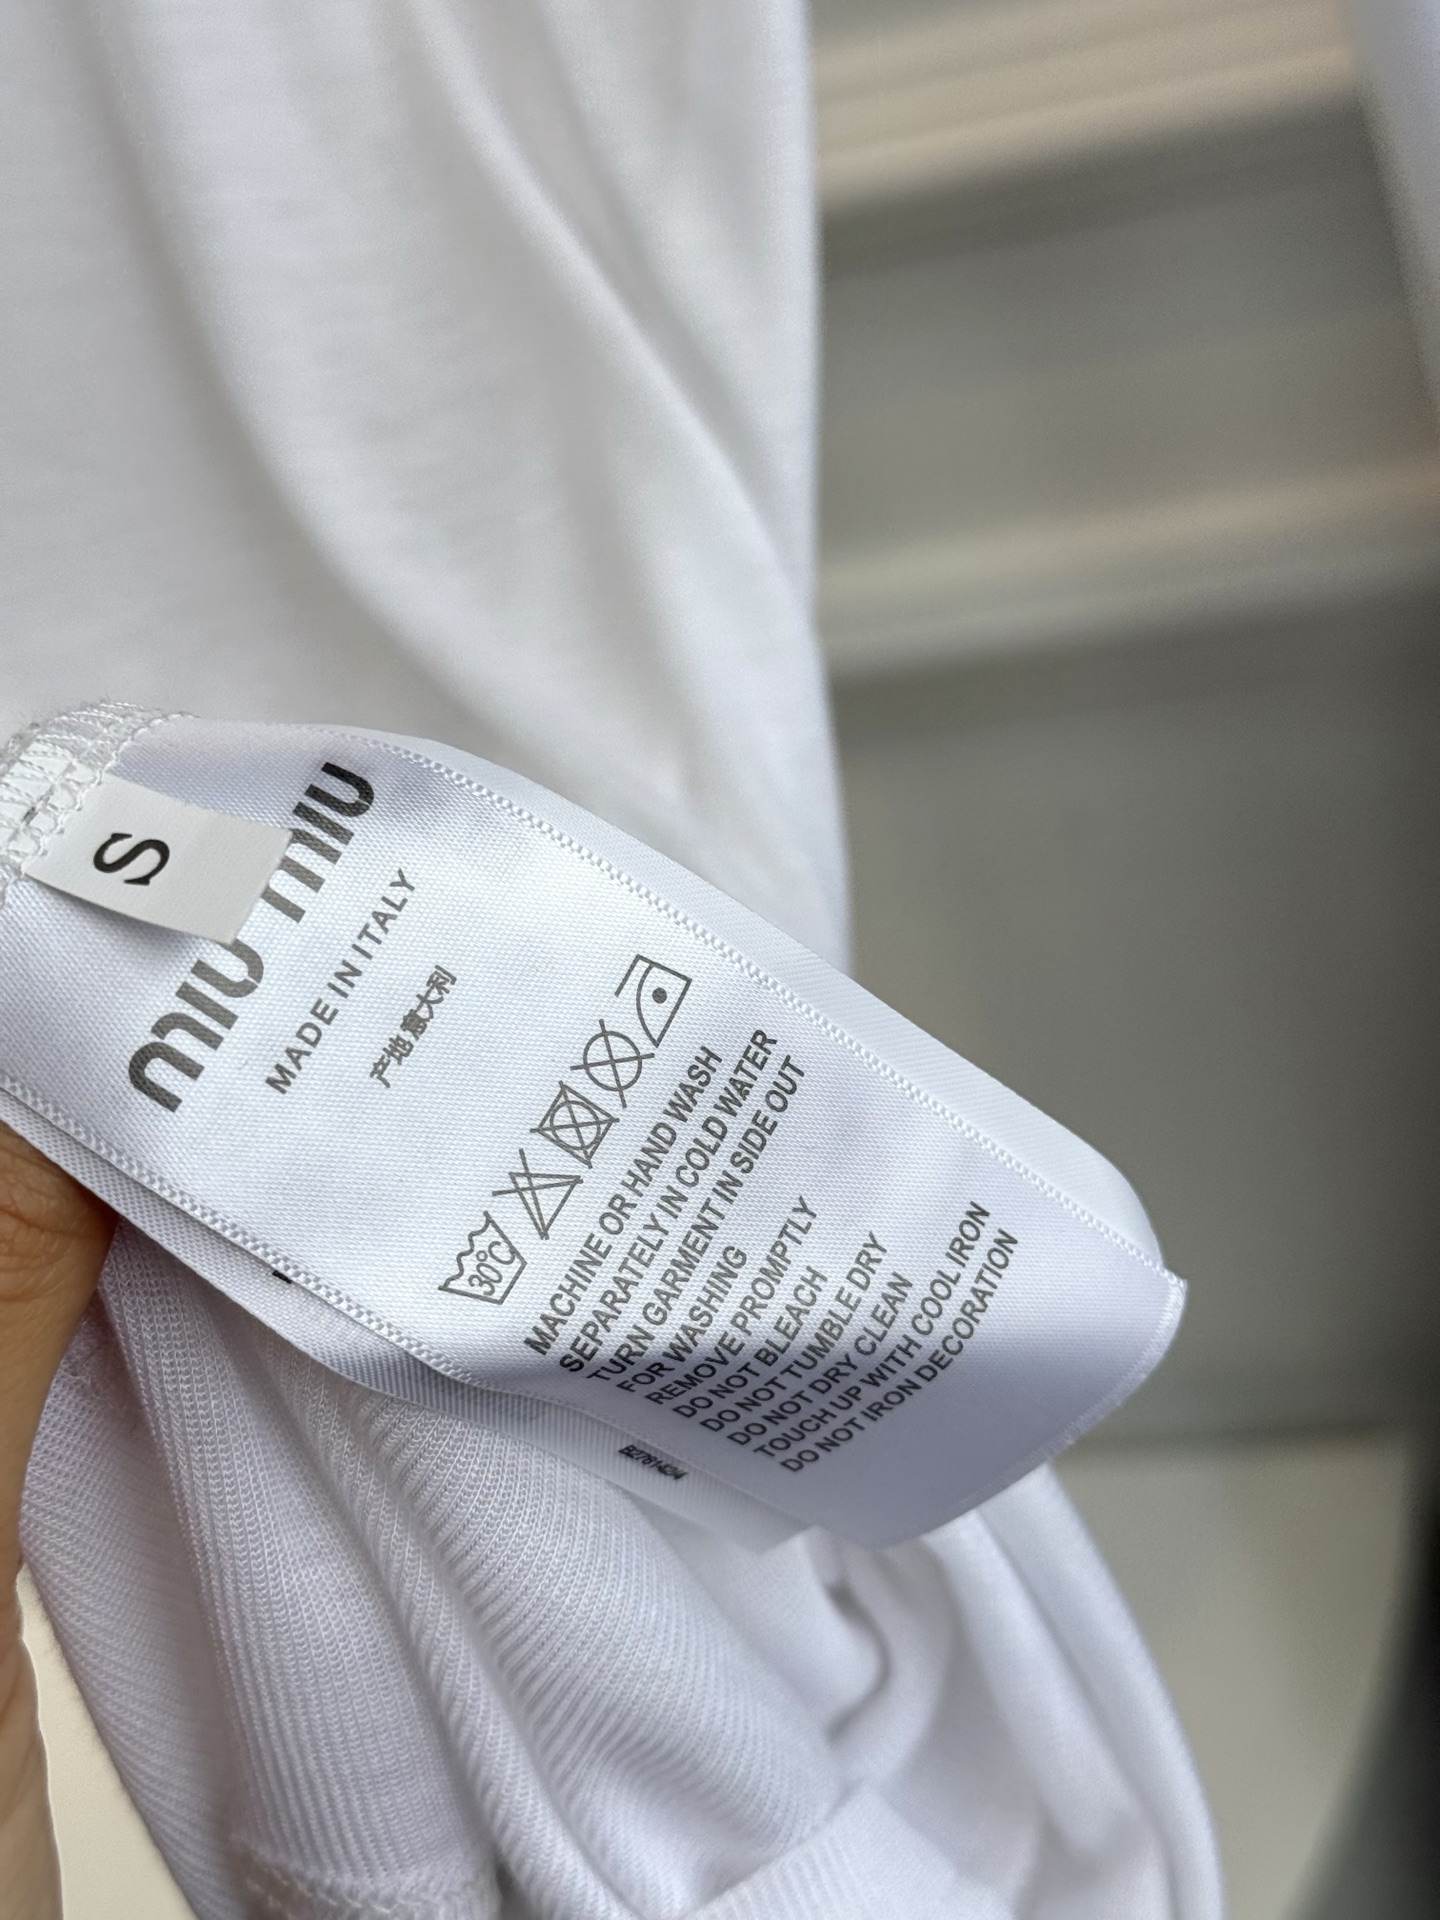 S
miu miu
MADE IN ITALY
产地 意大利
30°C
MACHINE OR HAND WASH
SEPARATELY IN COLD WATER
TURN GARMENT IN SIDE OUT
FOR WASHING
REMOVE PROMPTLY
DO NOT BLEACH
DO NOT TUMBLE DRY
DO NOT DRY CLEAN
TOUCH UP WITH COOL IRON
DO NOT IRON DECORATION